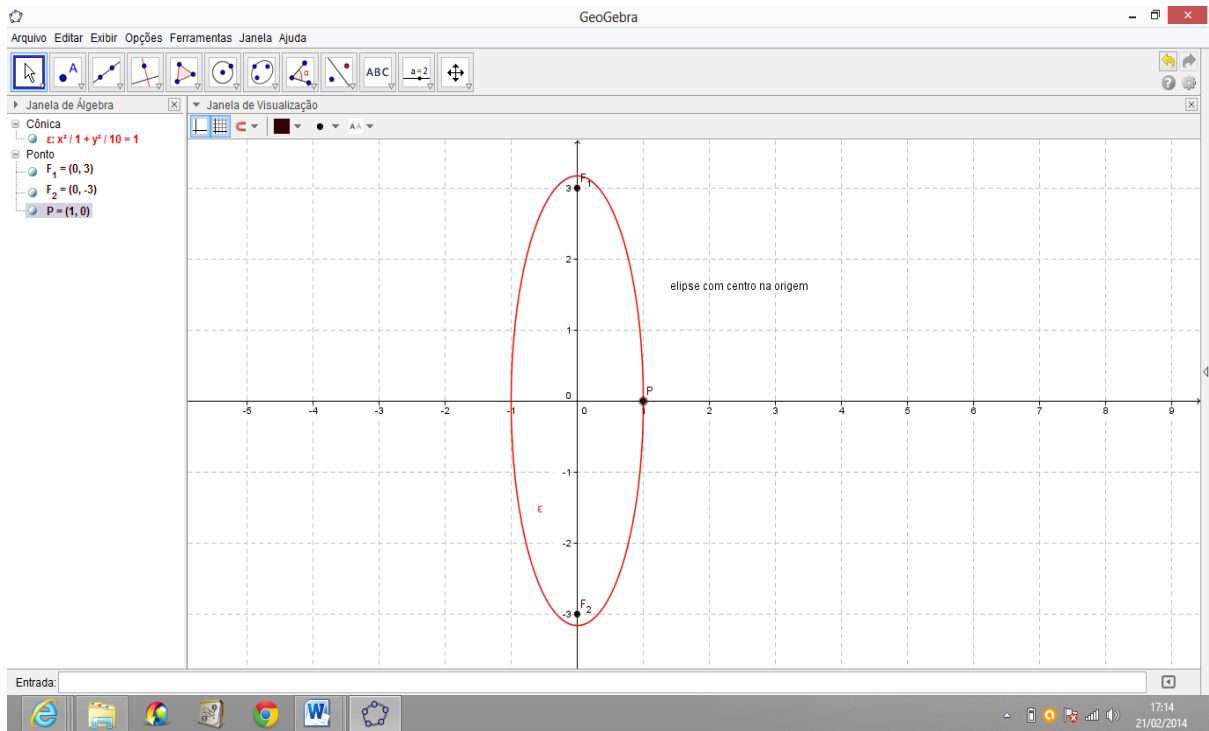 GeoGebra
Arquivo Editar Exibir Opções Ferramentas Janela Ajuda
A
α
ABC
a=2
Janela de Álgebra
Janela de Visualização
A A
Cônica
ε: x² / 1 + y² / 10 = 1
Ponto
F1 = (0, 3)
F2 = (0, -3)
P = (1, 0)
F1
3
2
elipse com centro na origem
1
P
0
-5 -4 -3 -2 -1 0 1 2 3 4 5 6 7 8 9
-1
ε
-2
F2
-3
Entrada:
17:14
21/02/2014